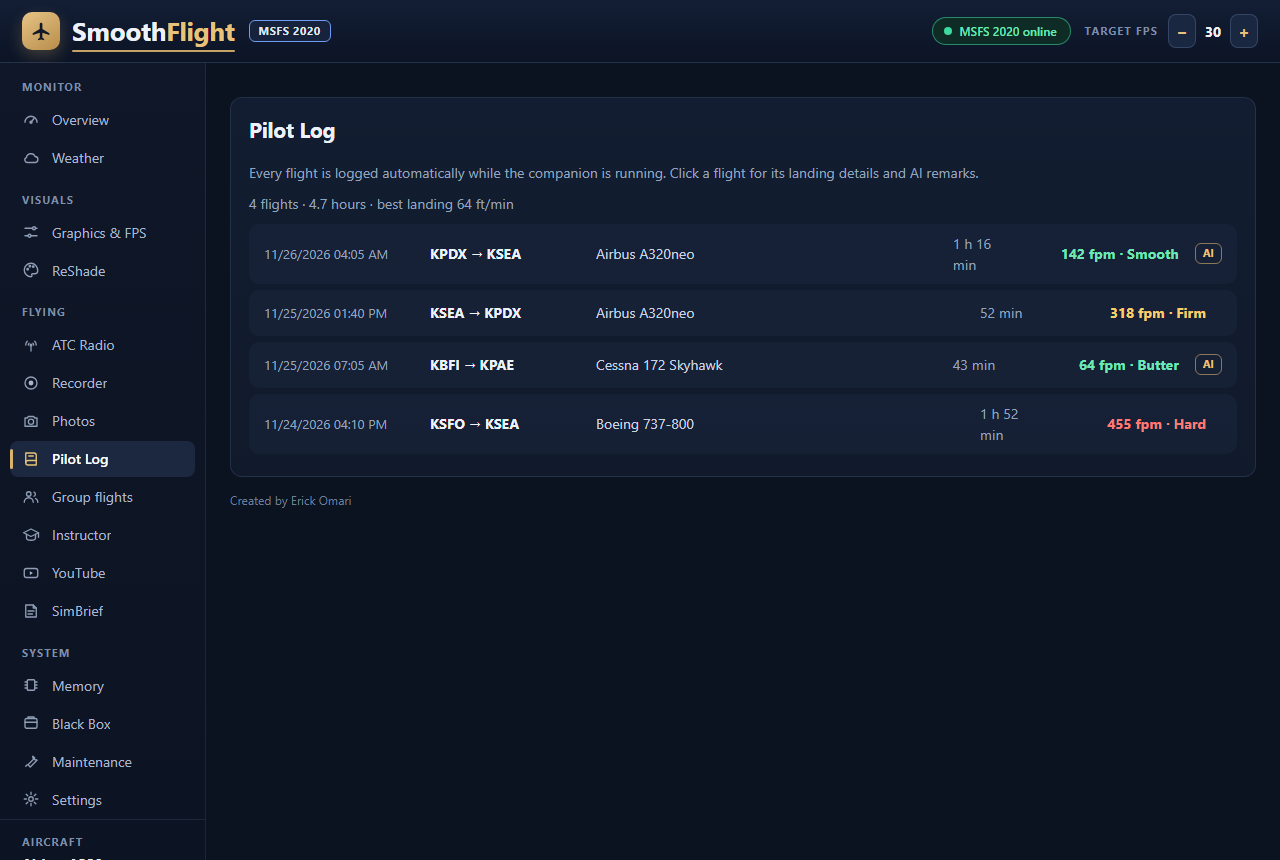 SmoothFlight MSFS 2020
MSFS 2020 online TARGET FPS − 30 +
MONITOR
Overview
Weather
VISUALS
Graphics & FPS
ReShade
FLYING
ATC Radio
Recorder
Photos
Pilot Log
Group flights
Instructor
YouTube
SimBrief
SYSTEM
Memory
Black Box
Maintenance
Settings
AIRCRAFT
Pilot Log
Every flight is logged automatically while the companion is running. Click a flight for its landing details and AI remarks.
4 flights · 4.7 hours · best landing 64 ft/min
11/26/2026 04:05 AM KPDX → KSEA Airbus A320neo 1 h 16 min 142 fpm · Smooth AI
11/25/2026 01:40 PM KSEA → KPDX Airbus A320neo 52 min 318 fpm · Firm
11/25/2026 07:05 AM KBFI → KPAE Cessna 172 Skyhawk 43 min 64 fpm · Butter AI
11/24/2026 04:10 PM KSFO → KSEA Boeing 737-800 1 h 52 min 455 fpm · Hard
Created by Erick Omari